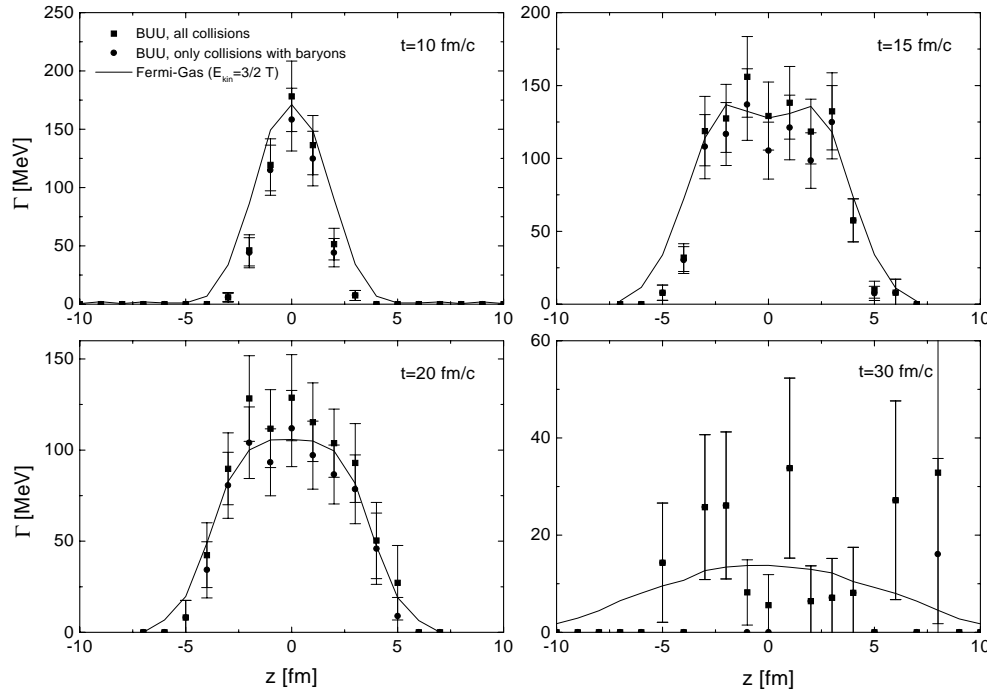 250
200
150
100
50
0
Γ [MeV]
■ BUU, all collisions
● BUU, only collisions with baryons
— Fermi-Gas (E_kin=3/2 T)
t=10 fm/c
-10 -5 0 5 10
200
150
100
50
0
t=15 fm/c
-10 -5 0 5 10
150
100
50
0
Γ [MeV]
t=20 fm/c
-10 -5 0 5 10
z [fm]
60
40
20
0
t=30 fm/c
-10 -5 0 5 10
z [fm]